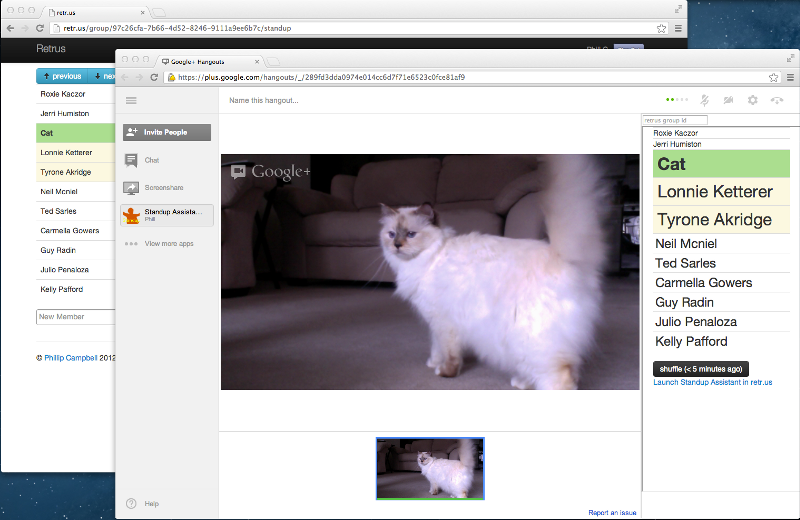 retr.us
retr.us/group/97c26cfa-7b66-4d52-8246-9111a9ee6b7c/standup
Retrus
previous
Roxie Kaczor
Jerri Humiston
Cat
Lonnie Ketterer
Tyrone Akridge
Neil Mcniel
Ted Sarles
Carmella Gowers
Guy Radin
Julio Penaloza
Kelly Pafford
New Member
© Phillip Campbell 2012
Google+ Hangouts
https://plus.google.com/hangouts/_/289fd3dda0974e014cc6d7f71e6523c0fce81af9
Name this hangout...
Invite People
Chat
Screenshare
Standup Assista...
Phill
View more apps
Help
Google+
Report an issue
retrus group id
Roxie Kaczor
Jerri Humiston
Cat
Lonnie Ketterer
Tyrone Akridge
Neil Mcniel
Ted Sarles
Carmella Gowers
Guy Radin
Julio Penaloza
Kelly Pafford
shuffle (< 5 minutes ago)
Launch Standup Assistant in retr.us